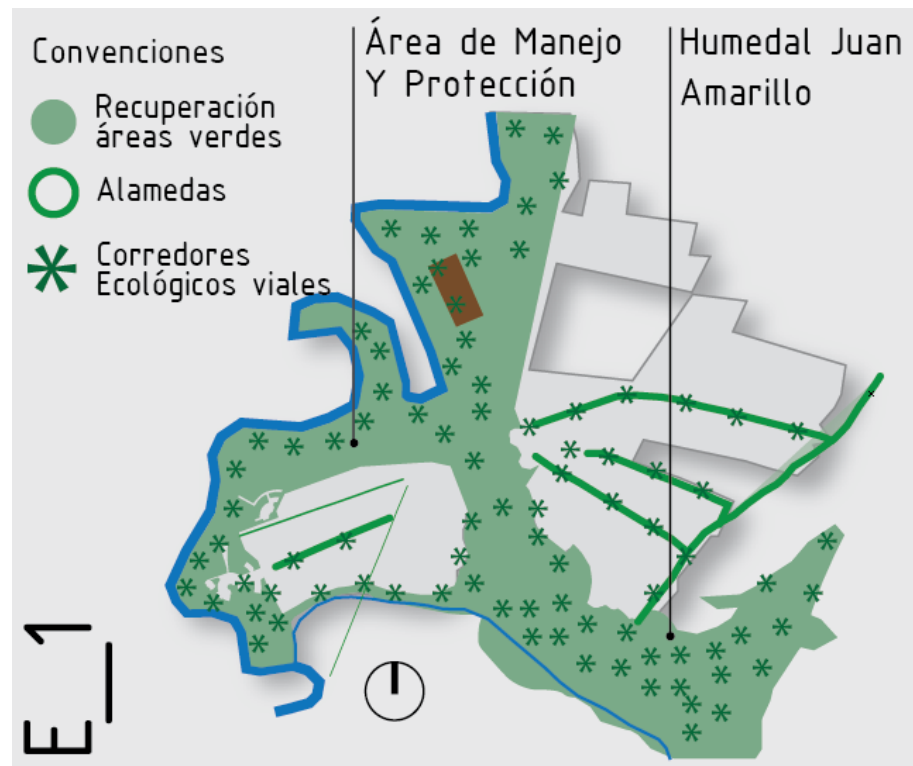 Convenciones
Recuperación
áreas verdes
Alamedas
Corredores
Ecológicos viales
Área de Manejo
Y Protección
Humedal Juan
Amarillo
E_1